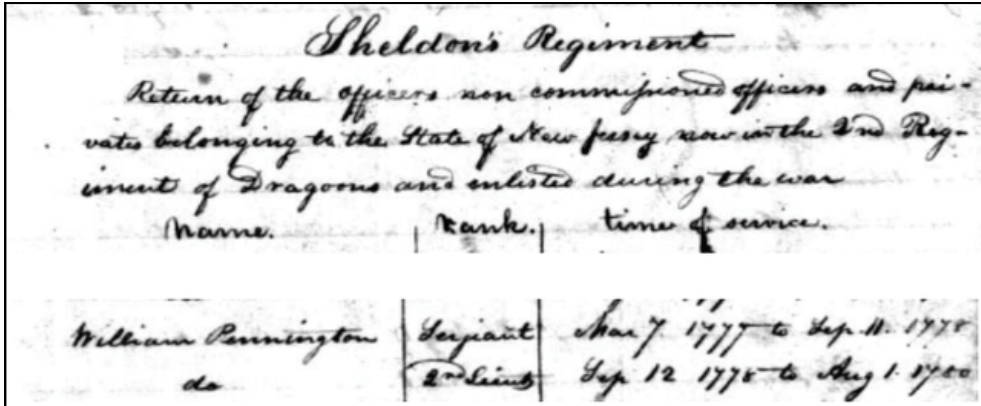 Sheldon's Regiment
Return of the officers non commissioned officers and pri-
vates belonging to the State of New Jersey now in the 2nd Reg-
iment of Dragoons and enlisted during the war
Name. Rank. time of service.
William Pennington Serjiant Mar 7. 1777 to Sep 11. 1778
do 2nd Lieut Sep 12 1778 to Aug 1. 1780